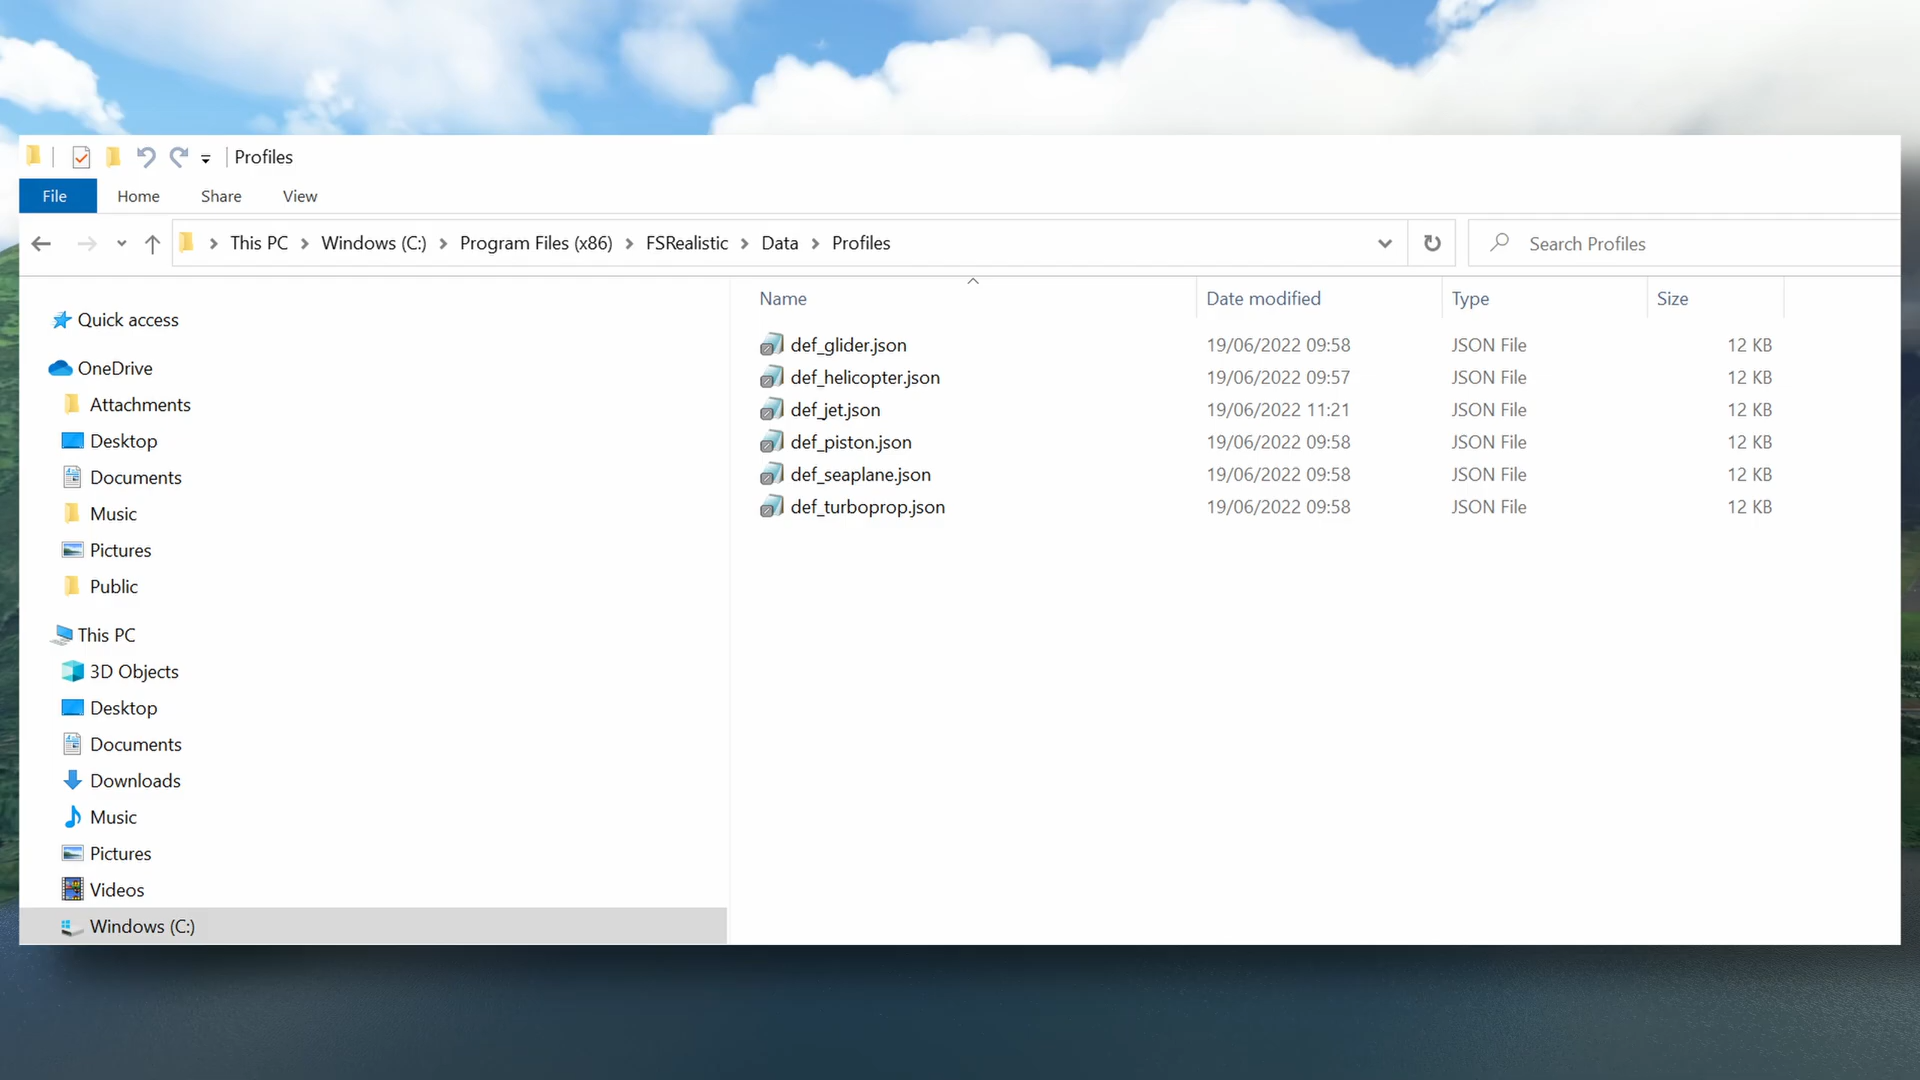 Profiles
File Home Share View
This PC Windows (C:) Program Files (x86) FSRealistic Data Profiles Search Profiles
Name Date modified Type Size
def_glider.json 19/06/2022 09:58 JSON File 12 KB
def_helicopter.json 19/06/2022 09:57 JSON File 12 KB
def_jet.json 19/06/2022 11:21 JSON File 12 KB
def_piston.json 19/06/2022 09:58 JSON File 12 KB
def_seaplane.json 19/06/2022 09:58 JSON File 12 KB
def_turboprop.json 19/06/2022 09:58 JSON File 12 KB
Quick access
OneDrive
Attachments
Desktop
Documents
Music
Pictures
Public
This PC
3D Objects
Desktop
Documents
Downloads
Music
Pictures
Videos
Windows (C:)